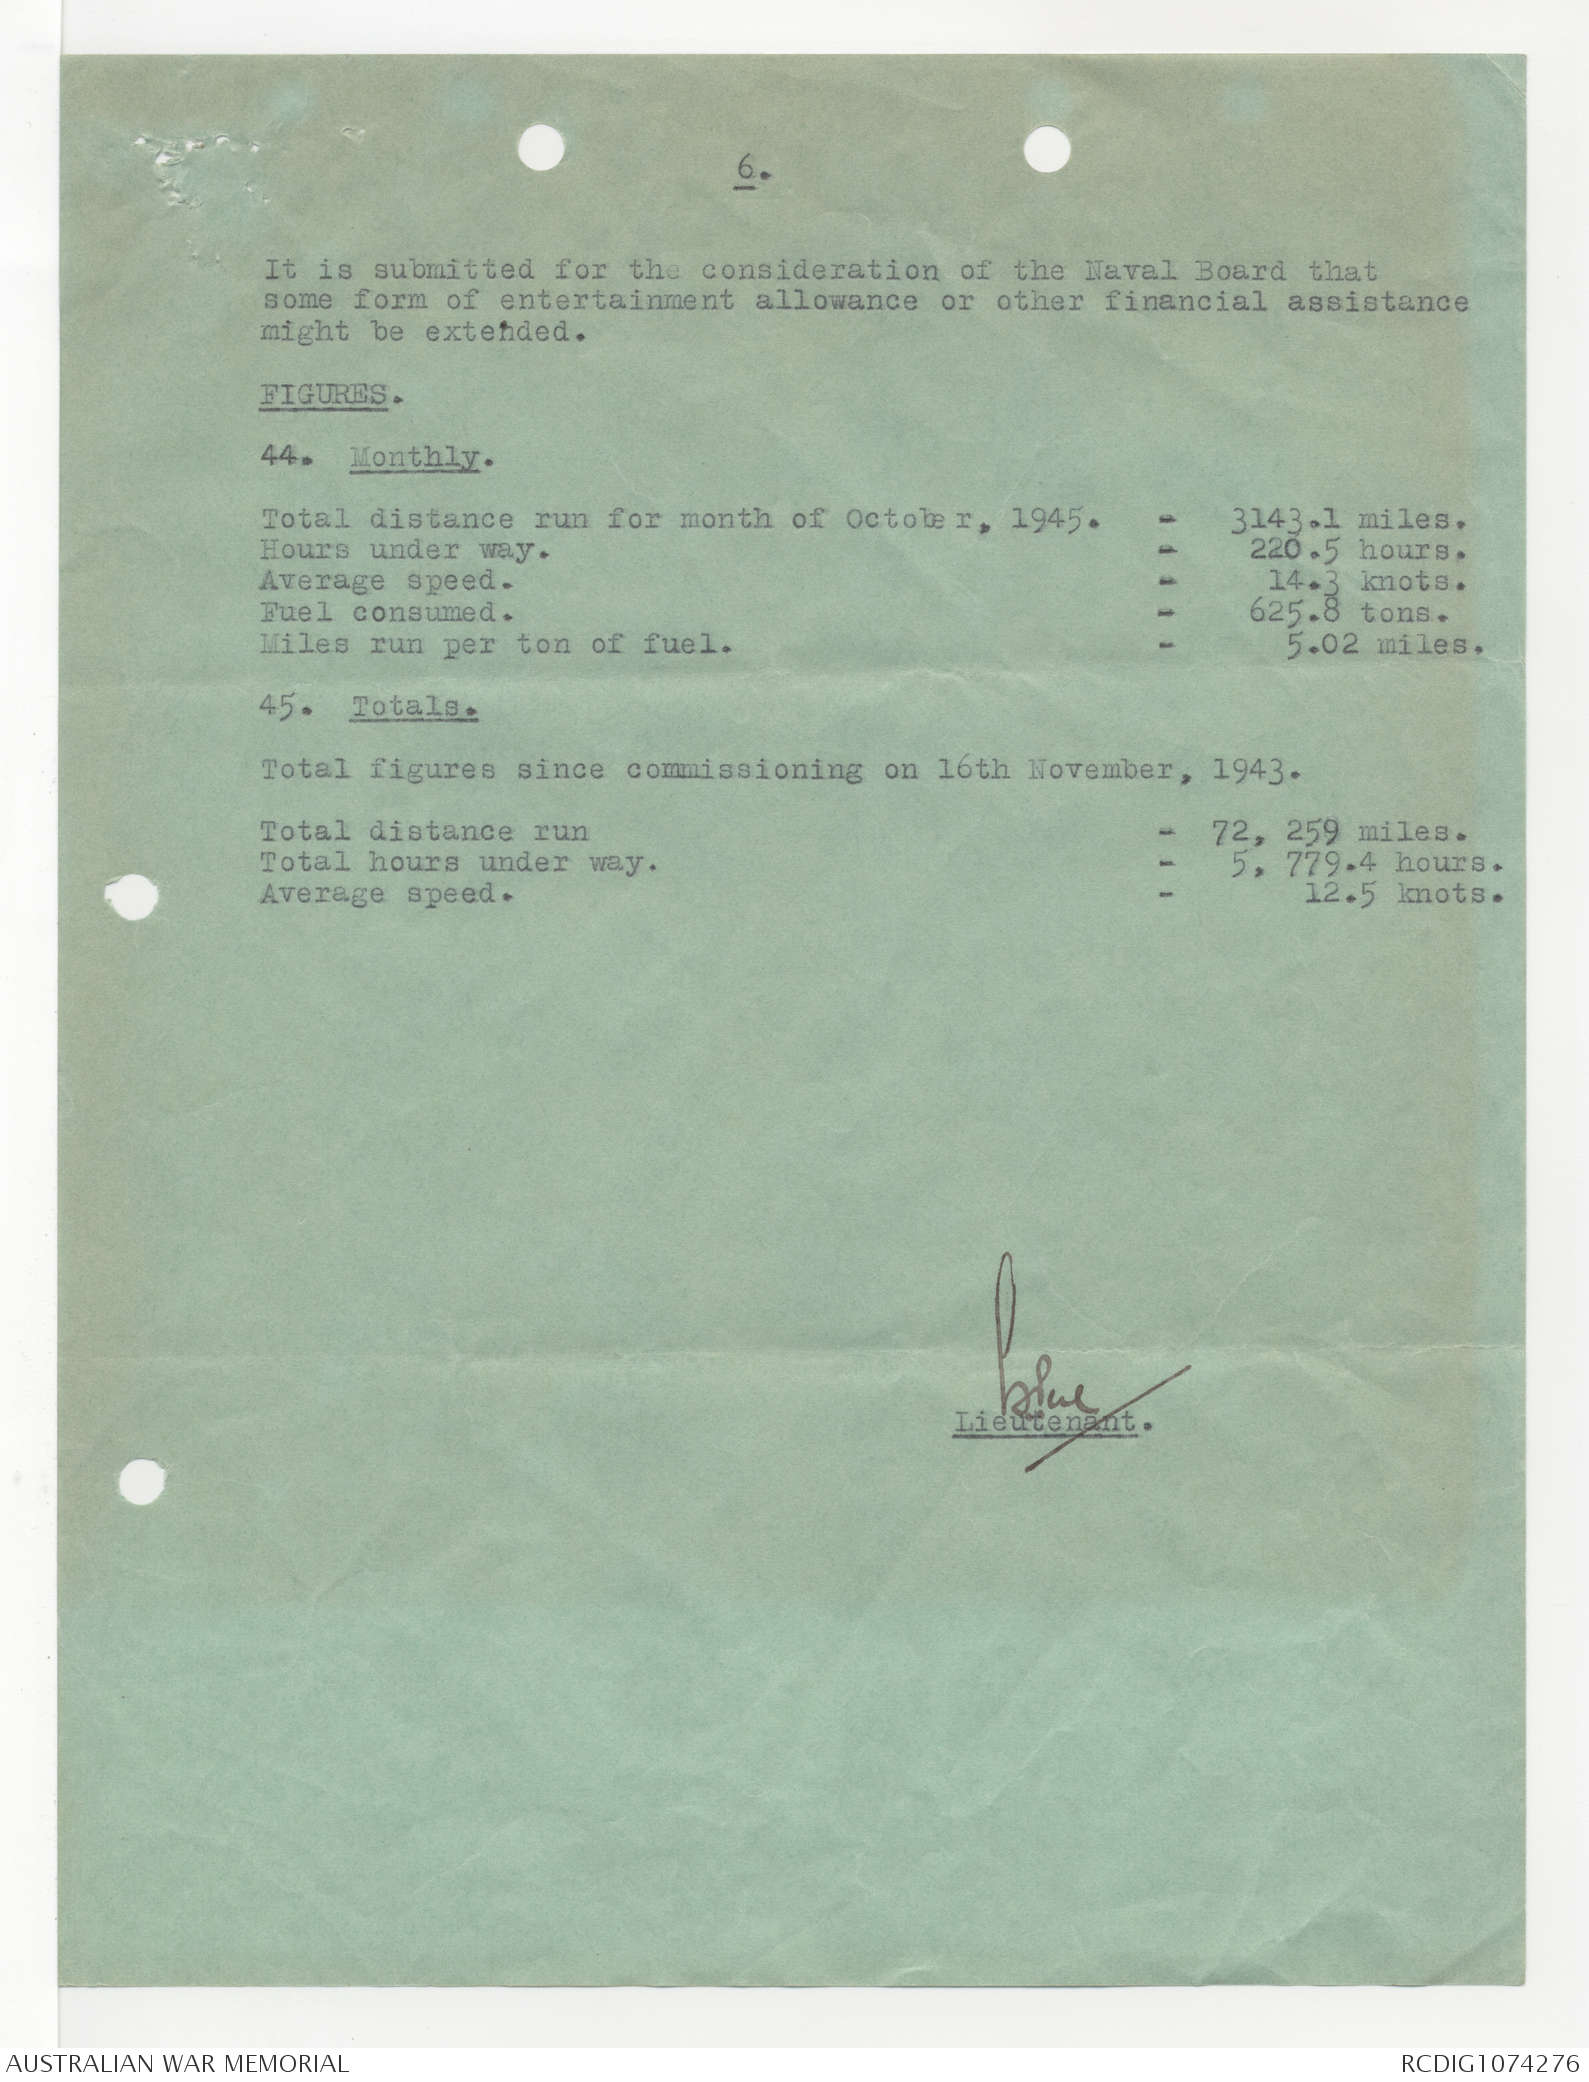 6.
It is submitted for the consideration of the Naval Board that
some form of entertainment allowance or other financial assistance
might be extended.
FIGURES.
44. Monthly.
Total distance run for month of October, 1945. - 3143.1 miles.
Hours under way. - 220.5 hours.
Average speed. - 14.3 knots.
Fuel consumed. - 625.8 tons.
Miles run per ton of fuel. - 5.02 miles.
45. Totals.
Total figures since commissioning on 16th November, 1943.
Total distance run - 72, 259 miles.
Total hours under way. - 5, 779.4 hours.
Average speed. - 12.5 knots.
Lieutenant.
AUSTRALIAN WAR MEMORIAL
RCDIG1074276